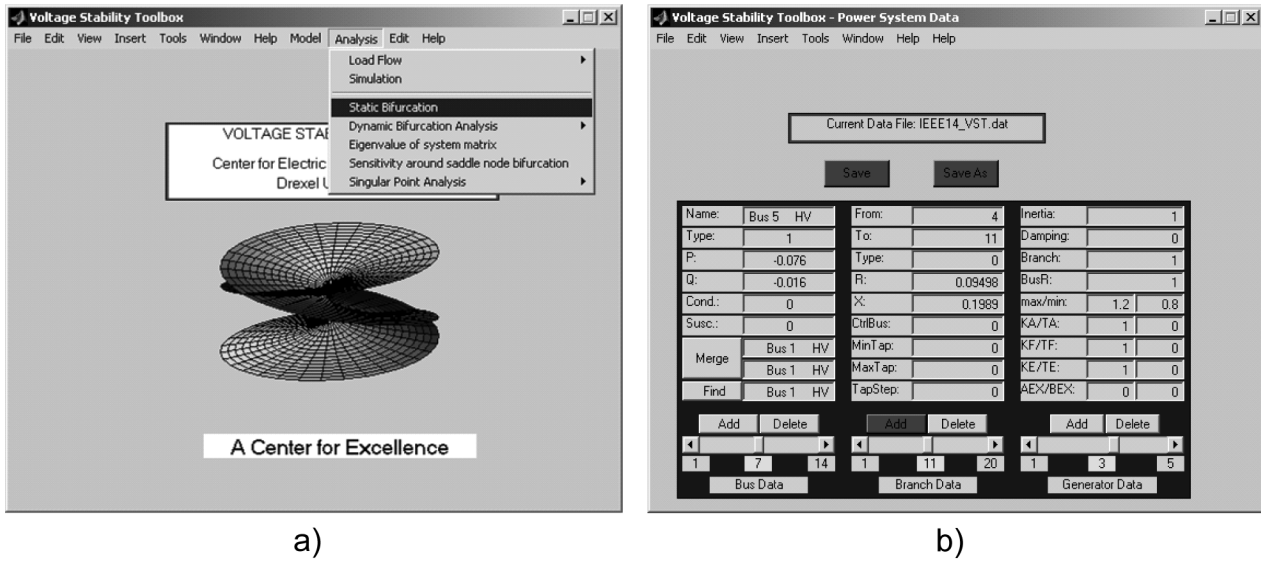 Voltage Stability Toolbox
File Edit View Insert Tools Window Help Model Analysis Edit Help
Load Flow
Simulation
Static Bifurcation
Dynamic Bifurcation Analysis
Eigenvalue of system matrix
Sensitivity around saddle node bifurcation
Singular Point Analysis
VOLTAGE STAB
Center for Electric
Drexel U
A Center for Excellence
a)
Voltage Stability Toolbox - Power System Data
File Edit View Insert Tools Window Help Help
Current Data File: IEEE14_VST.dat
Save Save As
Name: Bus 5 HV From: 4 Inertia: 1
Type: 1 To: 11 Damping: 0
P: -0.076 Type: 0 Branch: 1
Q: -0.016 R: 0.09498 BusR: 1
Cond.: 0 X: 0.1989 max/min: 1.2 0.8
Susc.: 0 CtrlBus: 0 KA/TA: 1 0
Merge Bus 1 HV MinTap: 0 KF/TF: 1 0
Bus 1 HV MaxTap: 0 KE/TE: 1 0
Find Bus 1 HV TapStep: 0 AEX/BEX: 0 0
Add Delete Add Delete Add Delete
1 7 14 1 11 20 1 3 5
Bus Data Branch Data Generator Data
b)